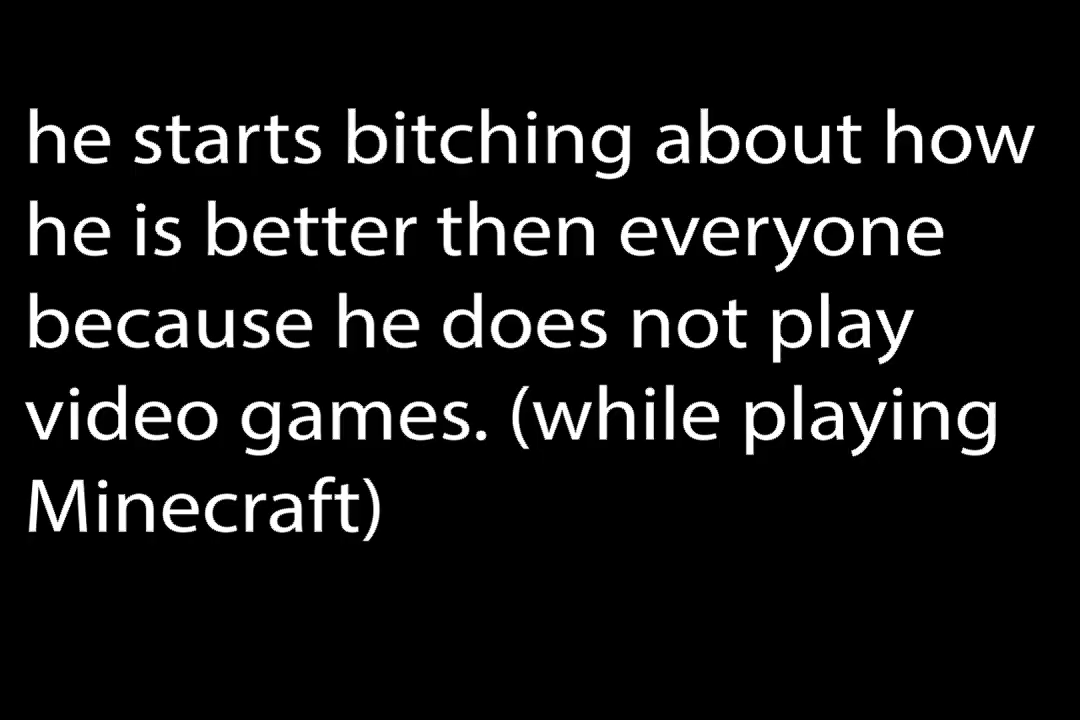 he starts bitching about how
he is better then everyone
because he does not play
video games. (while playing
Minecraft)